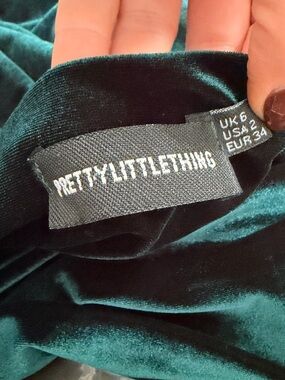 PRETTYLITTLETHING
UK 6
USA 2
EUR 34